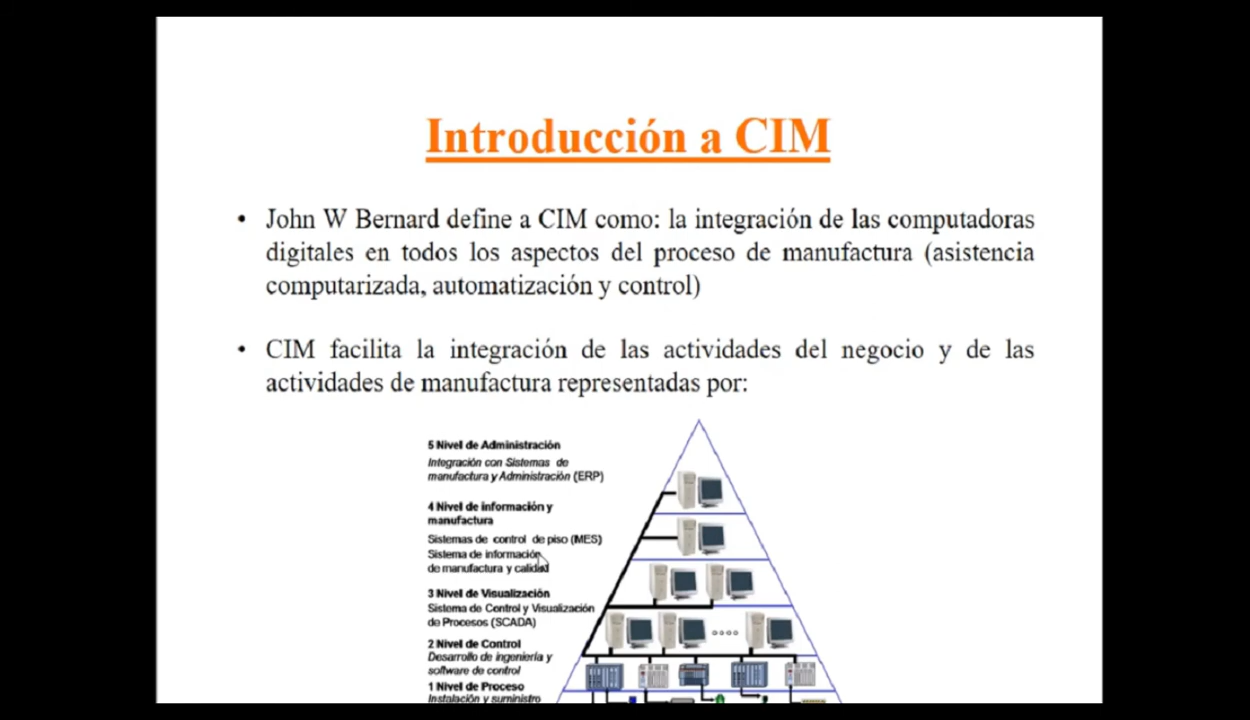 Introducción a CIM
• John W Bernard define a CIM como: la integración de las computadoras
digitales en todos los aspectos del proceso de manufactura (asistencia
computarizada, automatización y control)
• CIM facilita la integración de las actividades del negocio y de las
actividades de manufactura representadas por:
5 Nivel de Administración
Integración con Sistemas de
manufactura y Administración (ERP)
4 Nivel de información y
manufactura
Sistemas de control de piso (MES)
Sistema de información
de manufactura y calidad
3 Nivel de Visualización
Sistema de Control y Visualización
de Procesos (SCADA)
2 Nivel de Control
Desarrollo de ingeniería y
software de control
1 Nivel de Proceso
Instalación y suministro